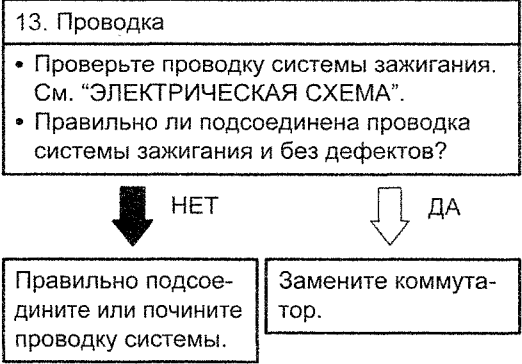 13. Проводка
• Проверьте проводку системы зажигания.
См. “ЭЛЕКТРИЧЕСКАЯ СХЕМА”.
• Правильно ли подсоединена проводка
системы зажигания и без дефектов?
НЕТ
ДА
Правильно подсое-
дините или почините
проводку системы.
Замените коммута-
тор.